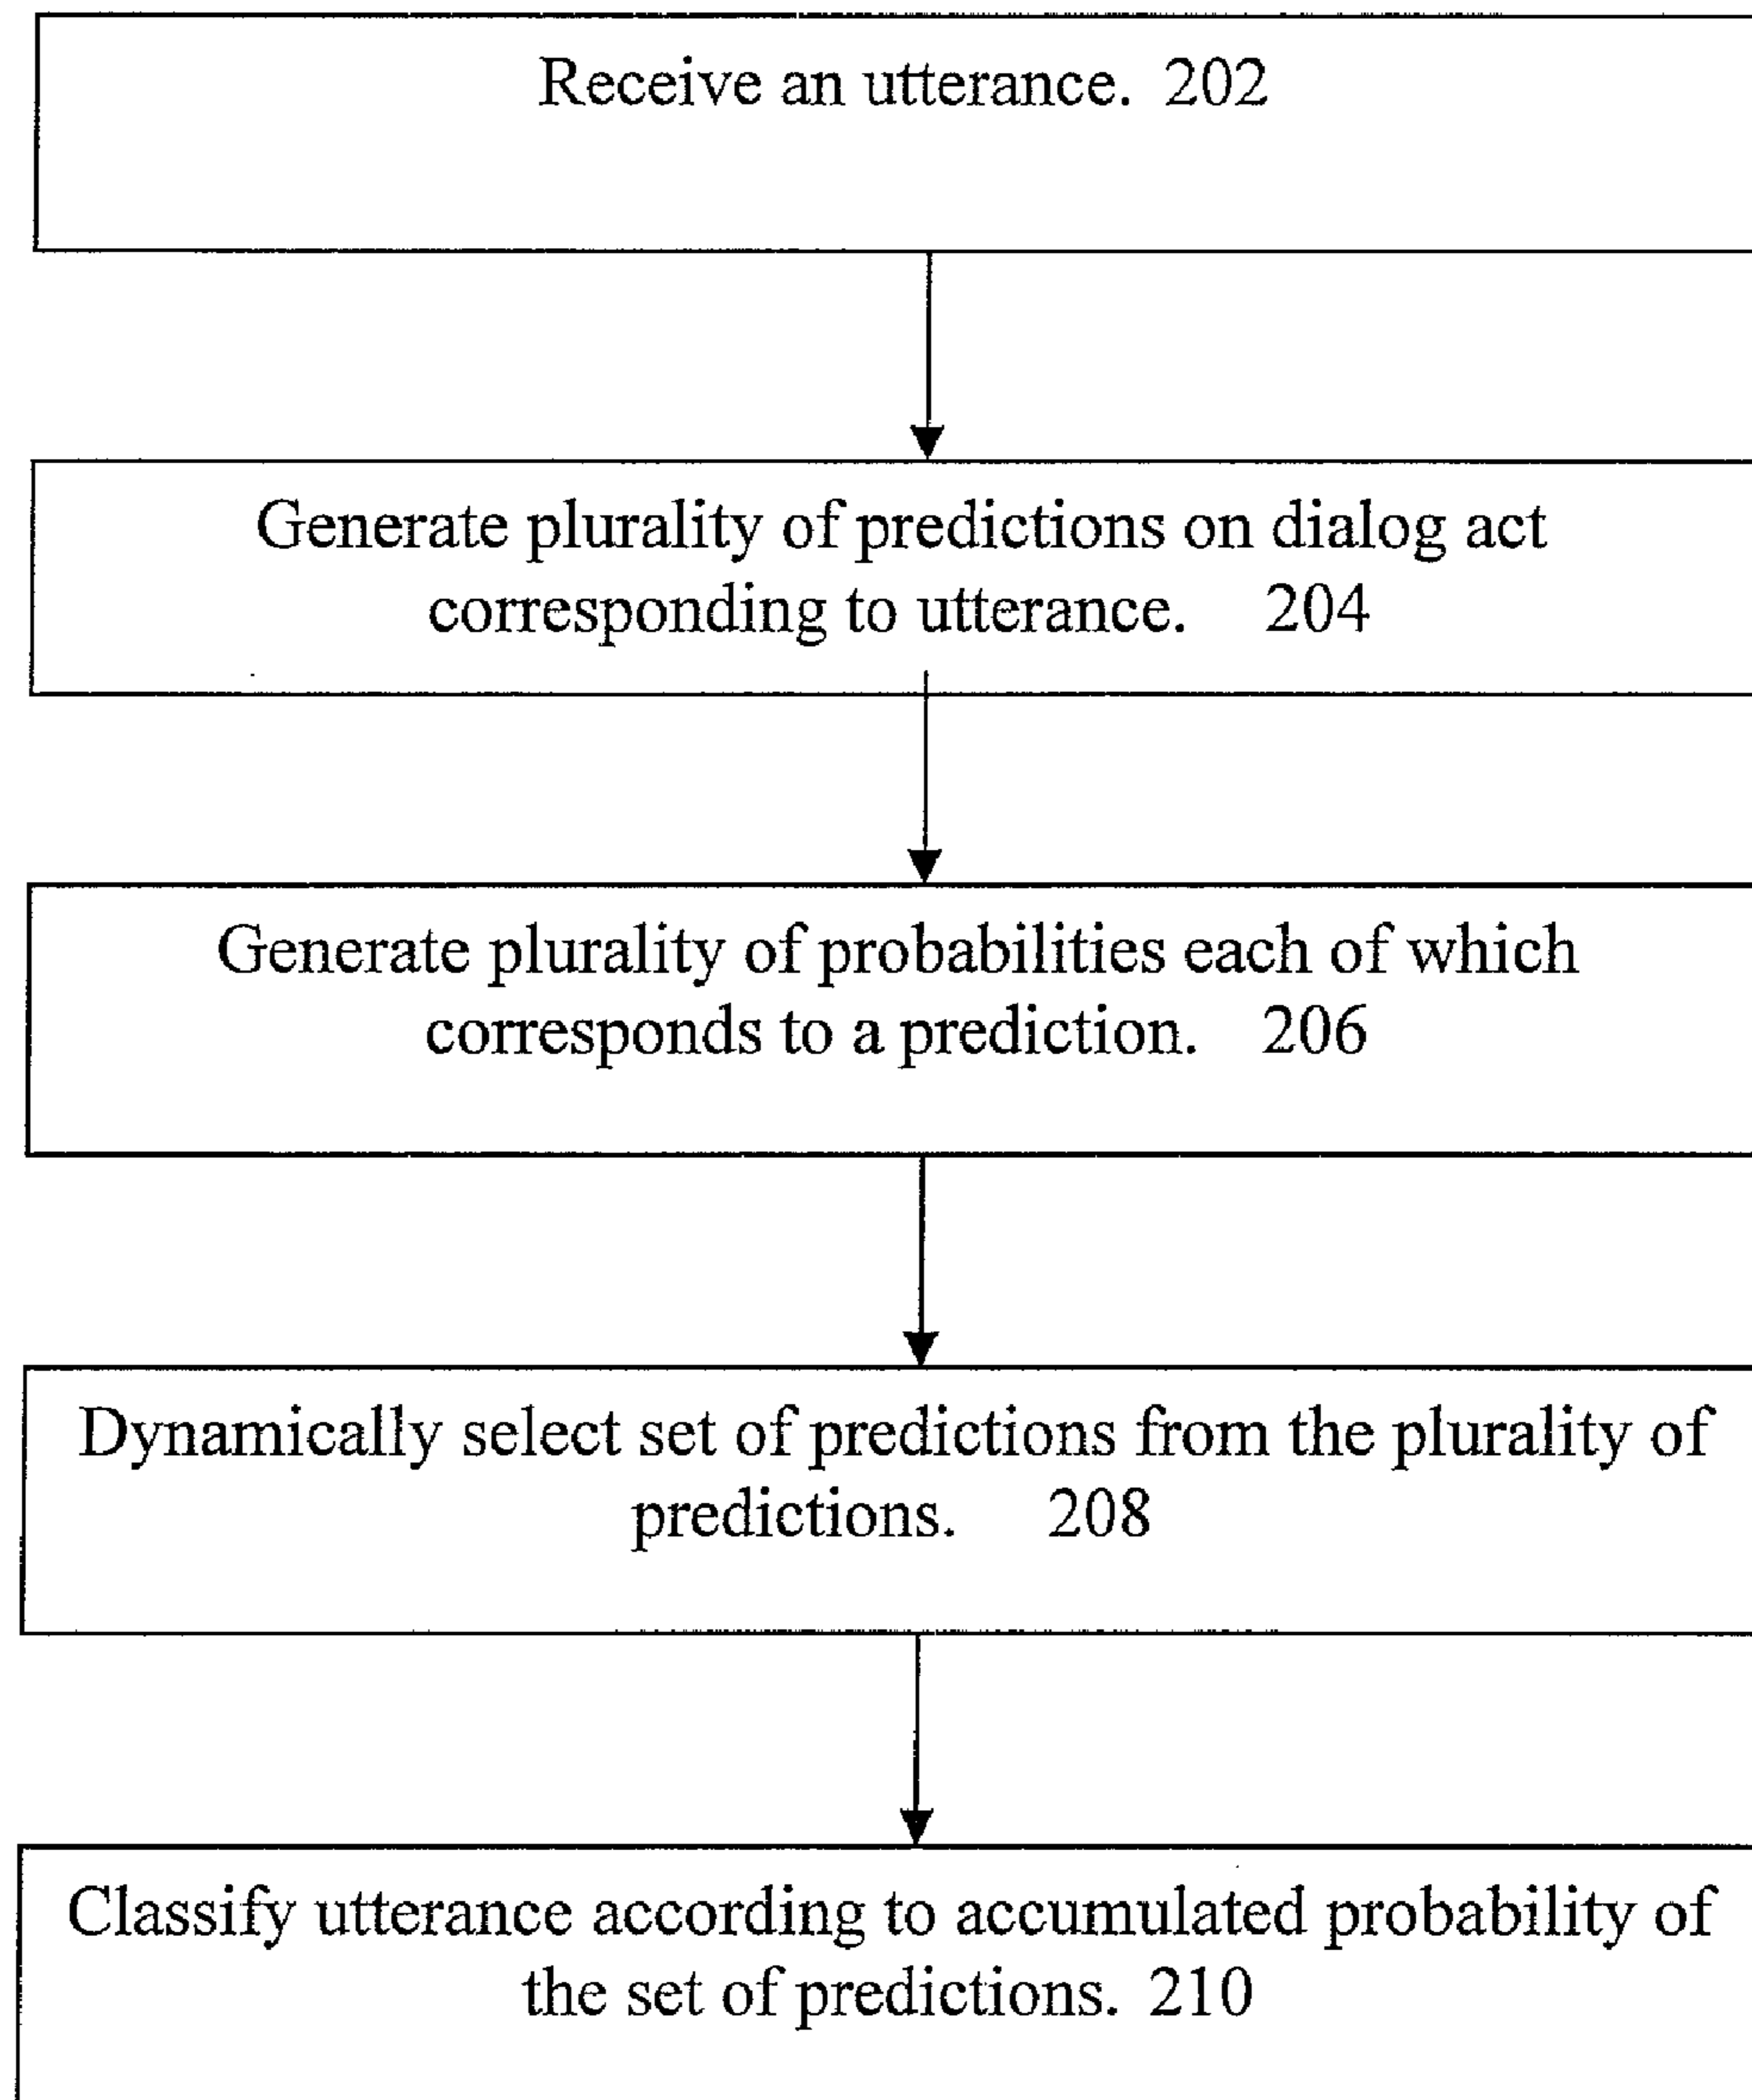 Receive an utterance. 202
Generate plurality of predictions on dialog act
corresponding to utterance. 204
Generate plurality of probabilities each of which
corresponds to a prediction. 206
Dynamically select set of predictions from the plurality of
predictions. 208
Classify utterance according to accumulated probability of
the set of predictions. 210